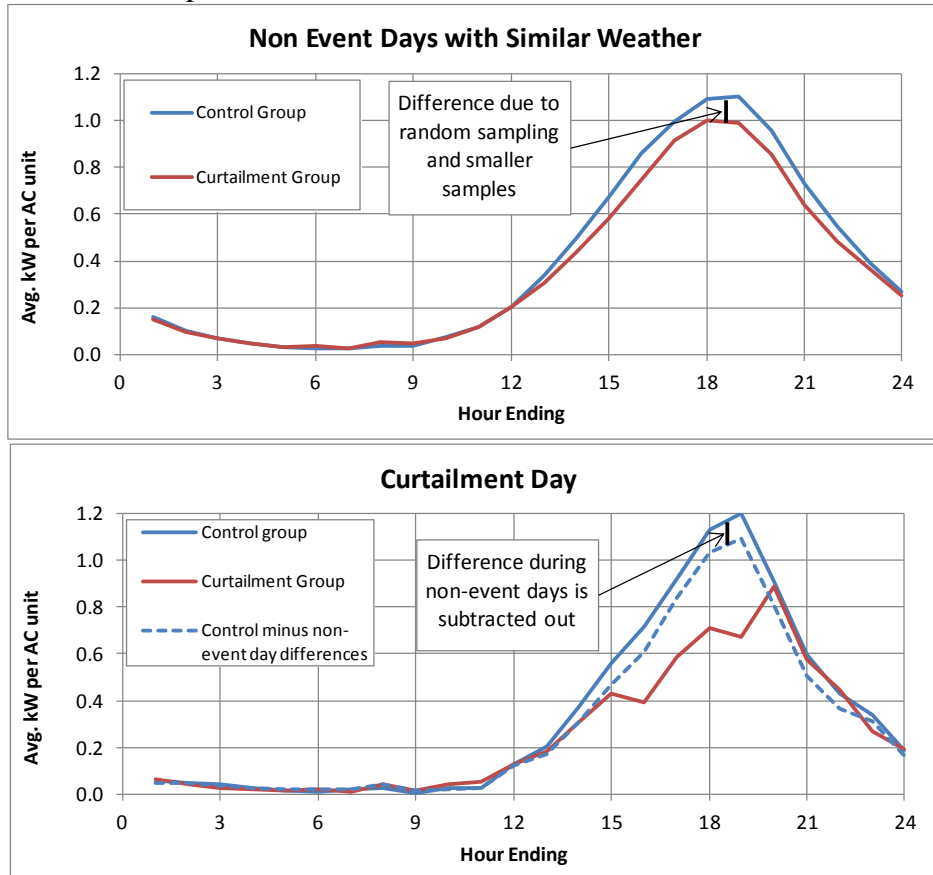 Non Event Days with Similar Weather
1.2
1.0
0.8
0.6
0.4
0.2
0.0
Avg. kW per AC unit
Control Group
Curtailment Group
Difference due to
random sampling
and smaller
samples
0 3 6 9 12 15 18 21 24
Hour Ending
Curtailment Day
1.2
1.0
0.8
0.6
0.4
0.2
0.0
Avg. kW per AC unit
Control group
Curtailment Group
Control minus non-
event day differences
Difference during
non-event days is
subtracted out
0 3 6 9 12 15 18 21 24
Hour Ending